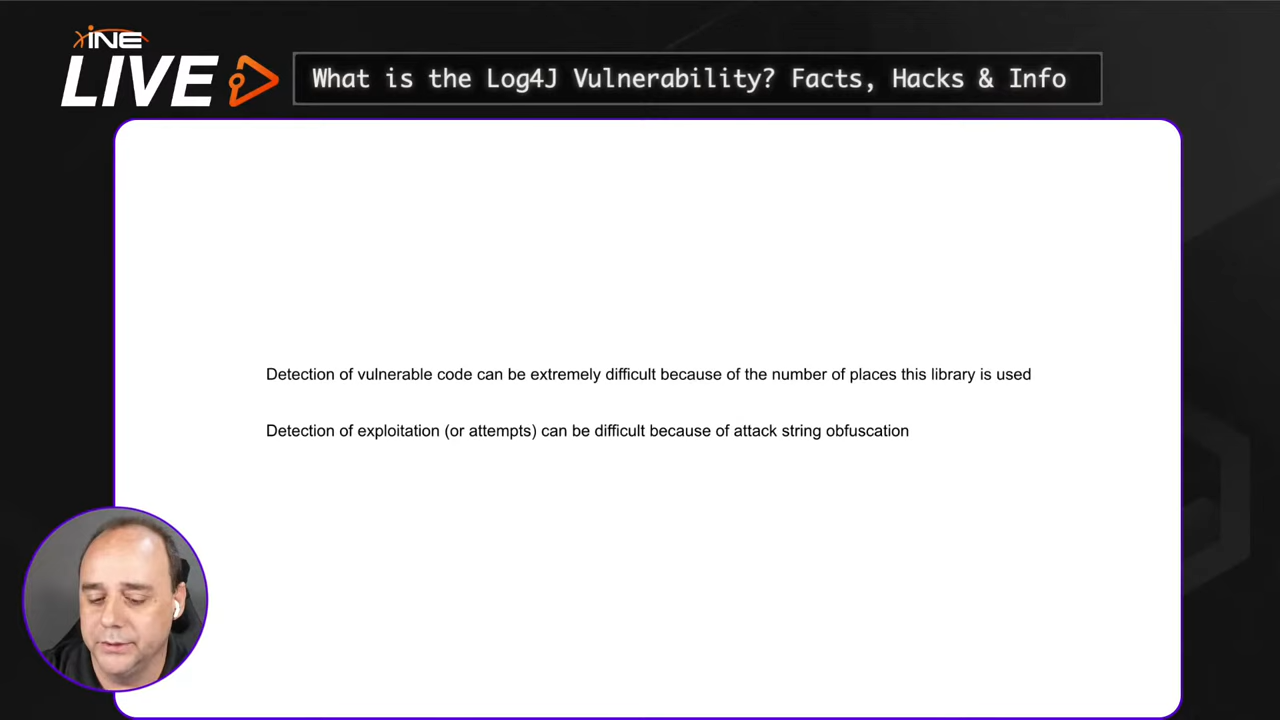 INE
LIVE
What is the Log4J Vulnerability? Facts, Hacks & Info
Detection of vulnerable code can be extremely difficult because of the number of places this library is used
Detection of exploitation (or attempts) can be difficult because of attack string obfuscation